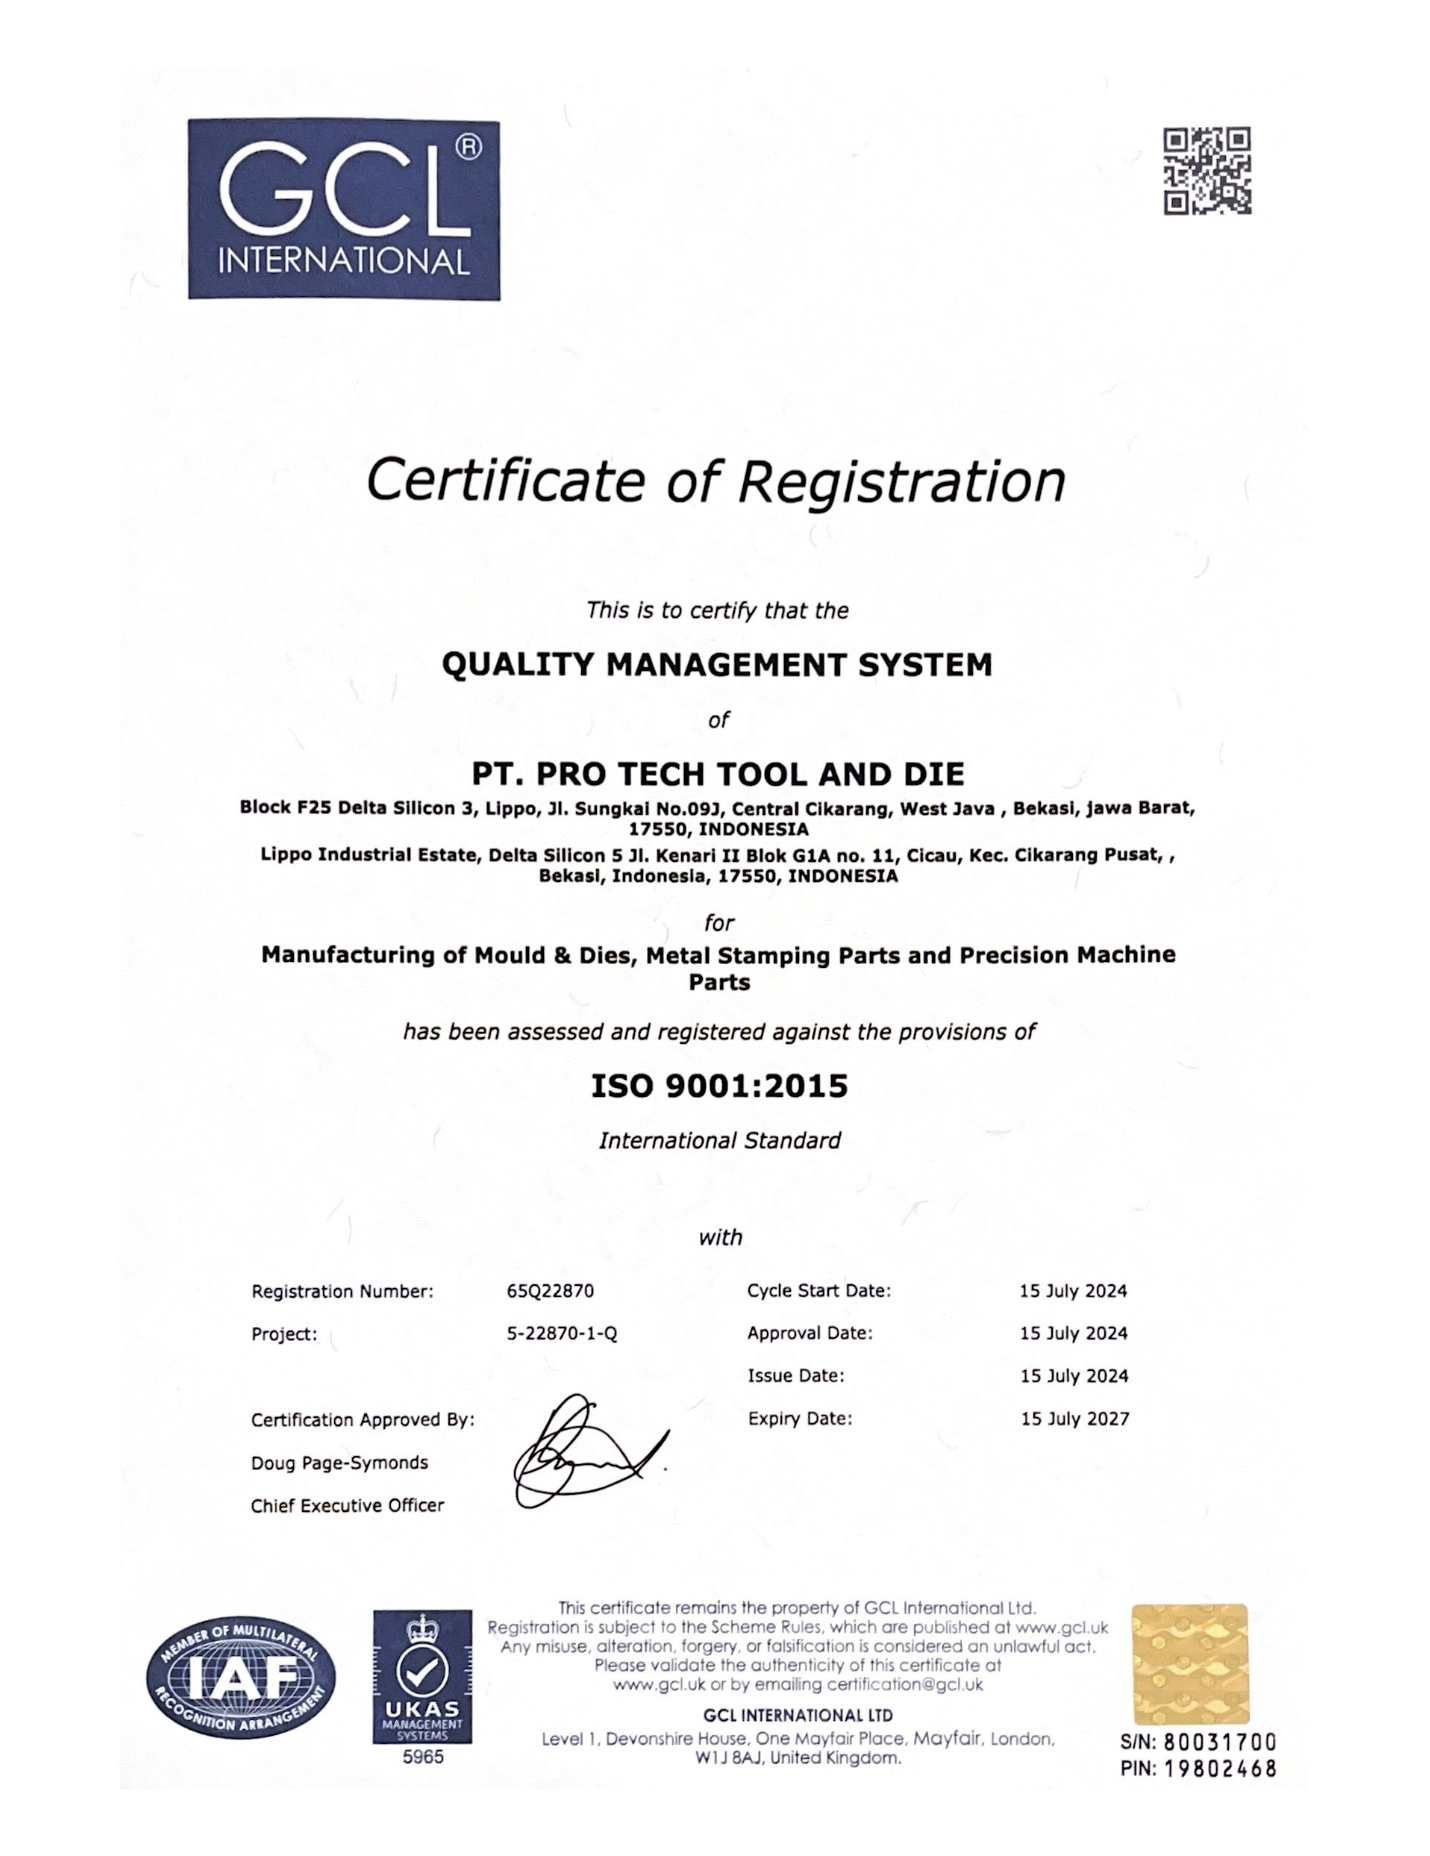 GCL®
INTERNATIONAL
Certificate of Registration
This is to certify that the
QUALITY MANAGEMENT SYSTEM
of
PT. PRO TECH TOOL AND DIE
Block F25 Delta Silicon 3, Lippo, Jl. Sungkai No.09J, Central Cikarang, West Java , Bekasi, jawa Barat,
17550, INDONESIA
Lippo Industrial Estate, Delta Silicon 5 Jl. Kenari II Blok G1A no. 11, Cicau, Kec. Cikarang Pusat, ,
Bekasi, Indonesia, 17550, INDONESIA
for
Manufacturing of Mould & Dies, Metal Stamping Parts and Precision Machine
Parts
has been assessed and registered against the provisions of
ISO 9001:2015
International Standard
with
Registration Number: 65Q22870 Cycle Start Date: 15 July 2024
Project: 5-22870-1-Q Approval Date: 15 July 2024
Issue Date: 15 July 2024
Certification Approved By: Expiry Date: 15 July 2027
Doug Page-Symonds
Chief Executive Officer
MEMBER OF MULTILATERAL
IAF
RECOGNITION ARRANGEMENT
UKAS
MANAGEMENT
SYSTEMS
5965
This certificate remains the property of GCL International Ltd.
Registration is subject to the Scheme Rules, which are published at www.gcl.uk
Any misuse, alteration, forgery, or falsification is considered an unlawful act.
Please validate the authenticity of this certificate at
www.gcl.uk or by emailing certification@gcl.uk
GCL INTERNATIONAL LTD
Level 1, Devonshire House, One Mayfair Place, Mayfair, London,
W1J 8AJ, United Kingdom.
S/N: 80031700
PIN: 19802468